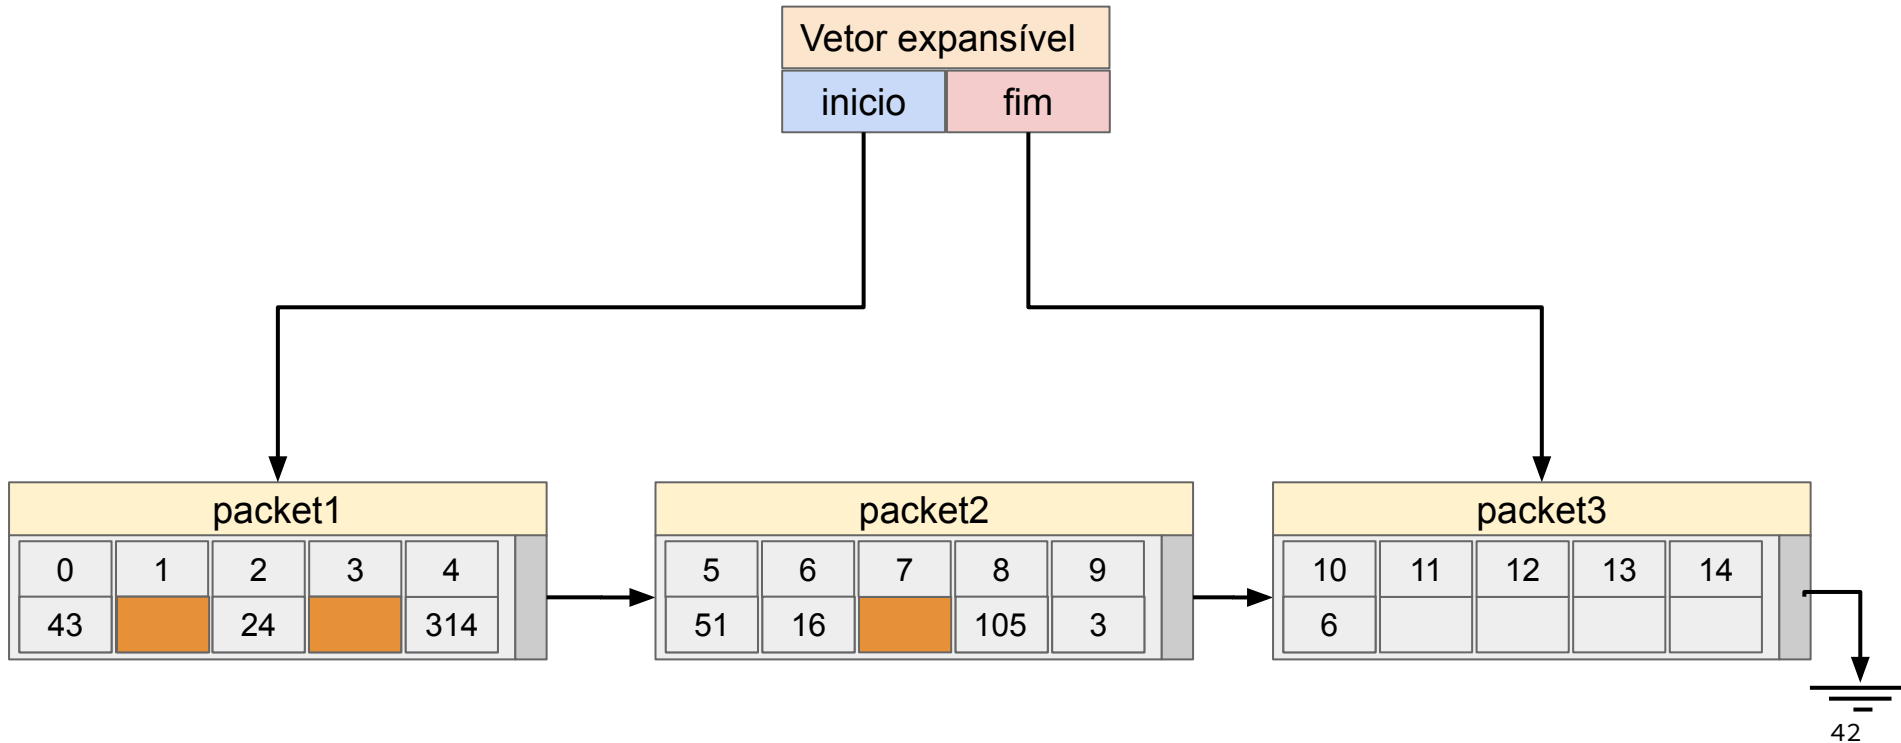 Vetor expansível
inicio fim
packet1 packet2 packet3
0 1 2 3 4 5 6 7 8 9 10 11 12 13 14
43 24 314 51 16 105 3 6
42